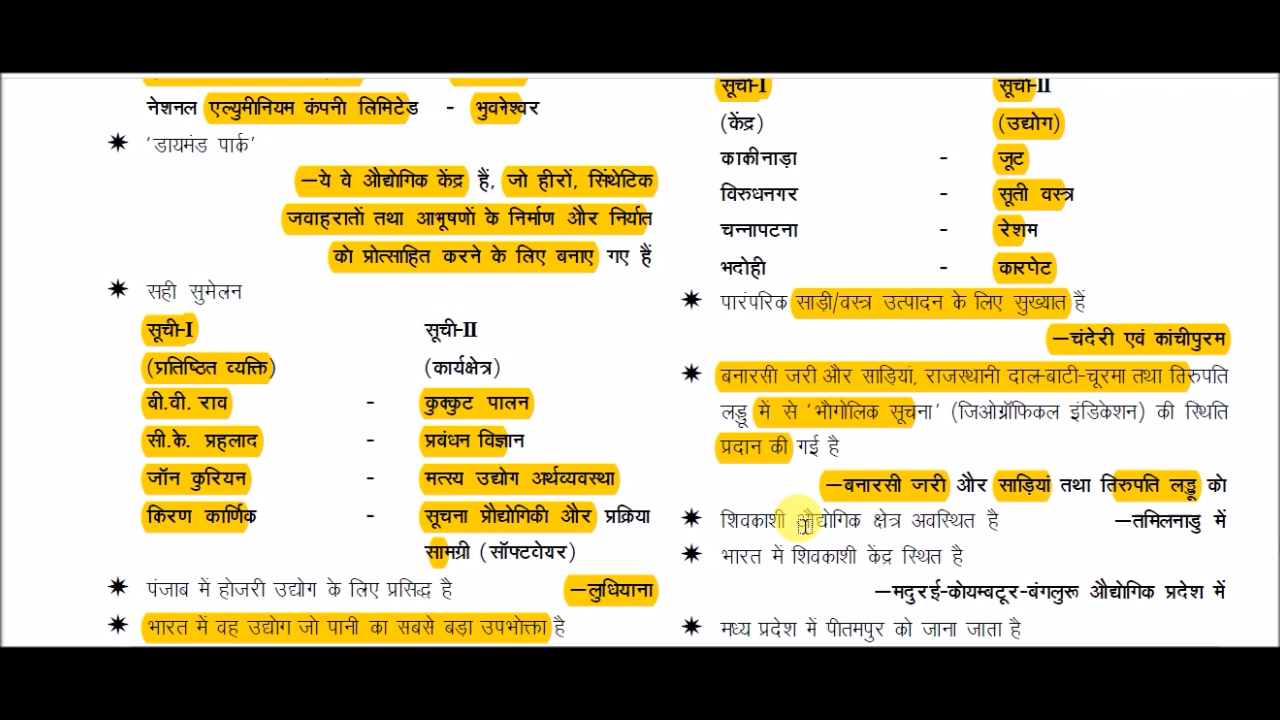 नेशनल एल्युमीनियम कंपनी लिमिटेड - भुवनेश्वर
✷ 'डायमंड पार्क'
–ये वे औद्योगिक केंद्र हैं, जो हीरों, सिंथेटिक
जवाहरातों तथा आभूषणों के निर्माण और निर्यात
को प्रोत्साहित करने के लिए बनाए गए हैं
✷ सही सुमेलन
सूची-I सूची-II
(प्रतिष्ठित व्यक्ति) (कार्यक्षेत्र)
बी.वी. राव - कुक्कुट पालन
सी.के. प्रहलाद - प्रवंधन विज्ञान
जॉन कुरियन - मत्स्य उद्योग अर्थव्यवस्था
किरण कार्णिक - सूचना प्रौद्योगिकी और प्रक्रिया
सामग्री (सॉफ्टवेयर)
✷ पंजाब में होजरी उद्योग के लिए प्रसिद्ध है –लुधियाना
✷ भारत में वह उद्योग जो पानी का सबसे बड़ा उपभोक्ता है
सूची-I सूची-II
(केंद्र) (उद्योग)
काकीनाड़ा - जूट
विरुधनगर - सूती वस्त्र
चन्नापटना - रेशम
भदोही - कारपेट
✷ पारंपरिक साड़ी/वस्त्र उत्पादन के लिए सुख्यात हैं
–चंदेरी एवं कांचीपुरम
✷ बनारसी जरी और साड़ियां, राजस्थानी दाल-बाटी-चूरमा तथा तिरुपति
लड्डू में से 'भौगोलिक सूचना' (जिओग्रॉफिकल इंडिकेशन) की स्थिति
प्रदान की गई है
–बनारसी जरी और साड़ियां तथा तिरुपति लड्डू को
✷ शिवकाशी औद्योगिक क्षेत्र अवस्थित है –तमिलनाडु में
✷ भारत में शिवकाशी केंद्र स्थित है
–मदुरई-कोयम्बटूर-बंगलुरू औद्योगिक प्रदेश में
✷ मध्य प्रदेश में पीतमपुर को जाना जाता है